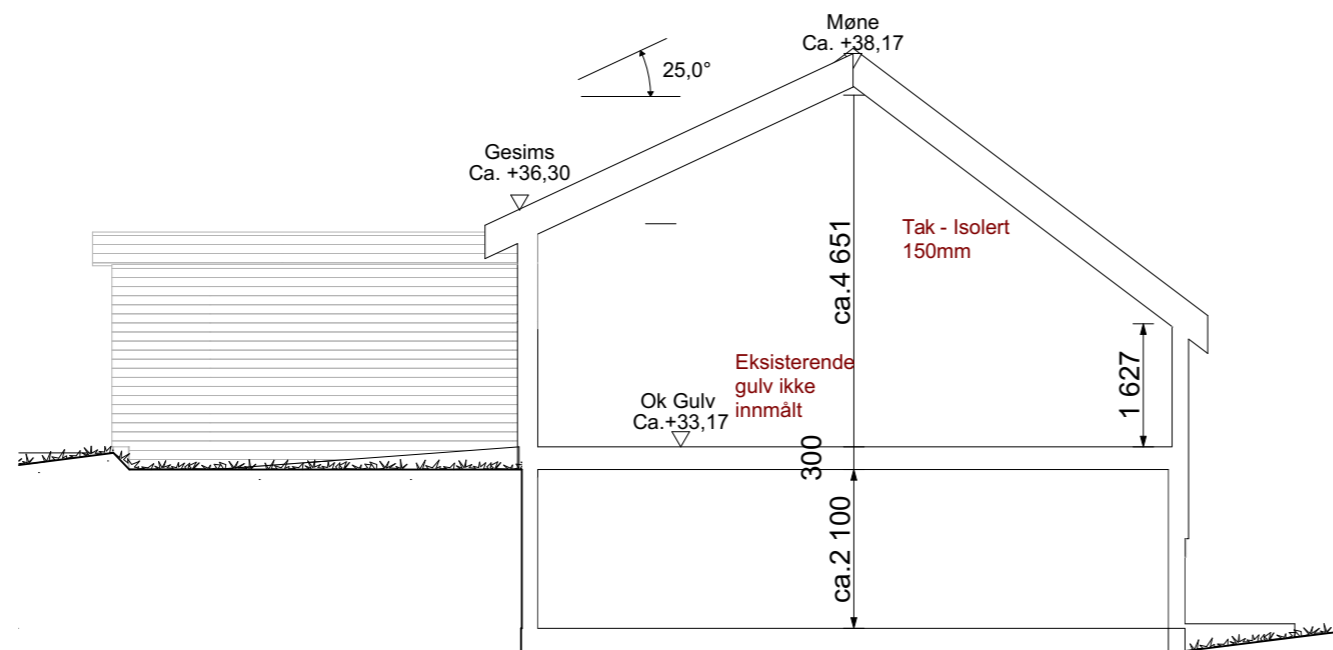 Møne
Ca. +38,17
25,0°
Gesims
Ca. +36,30
Tak - Isolert
150mm
ca.4 651
Eksisterende
gulv ikke
innmålt
1 627
Ok Gulv
Ca.+33,17
300
ca.2 100